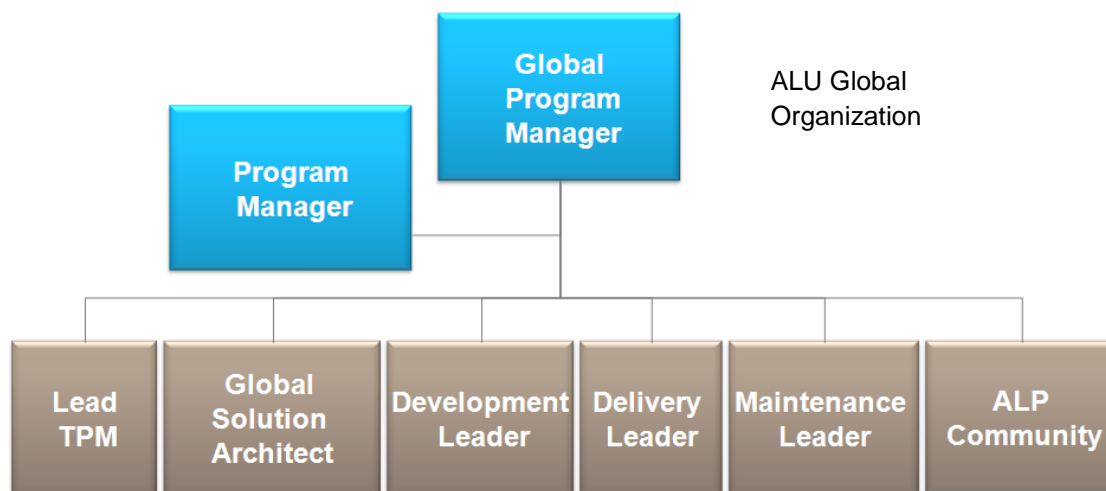 Global
Program
Manager
ALU Global
Organization
Program
Manager
Lead
TPM
Global
Solution
Architect
Development
Leader
Delivery
Leader
Maintenance
Leader
ALP
Community